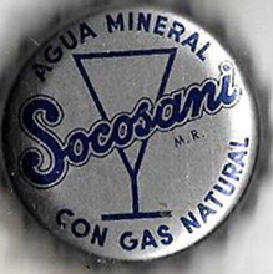 AGUA MINERAL
Socosani
M.R.
CON GAS NATURAL